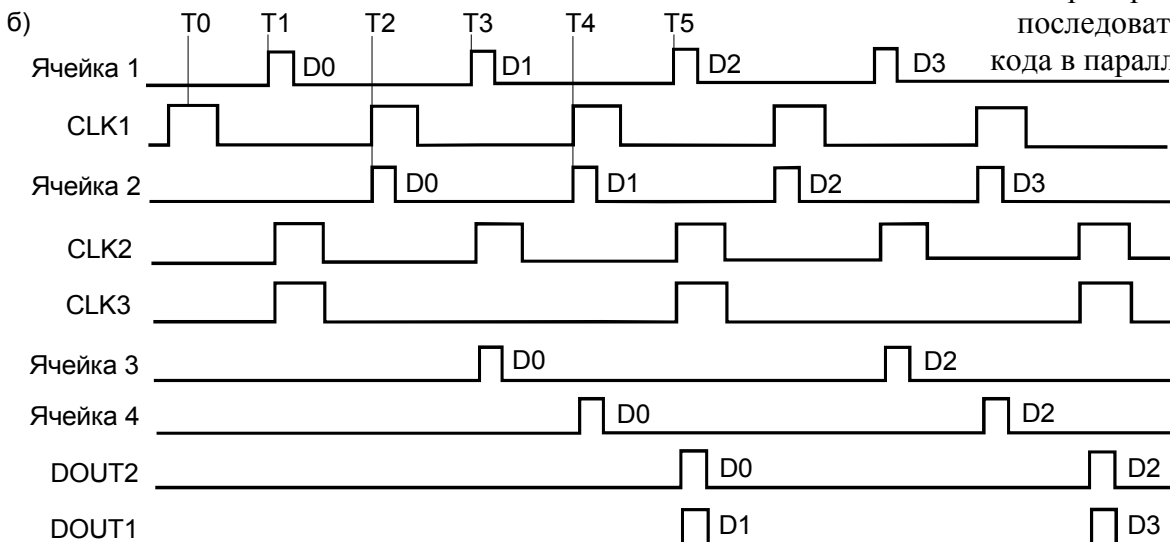 б)
T0 T1 T2 T3 T4 T5
последоват
кода в паралл
Ячейка 1 D0 D1 D2 D3
CLK1
Ячейка 2 D0 D1 D2 D3
CLK2
CLK3
Ячейка 3 D0 D2
Ячейка 4 D0 D2
DOUT2 D0 D2
DOUT1 D1 D3